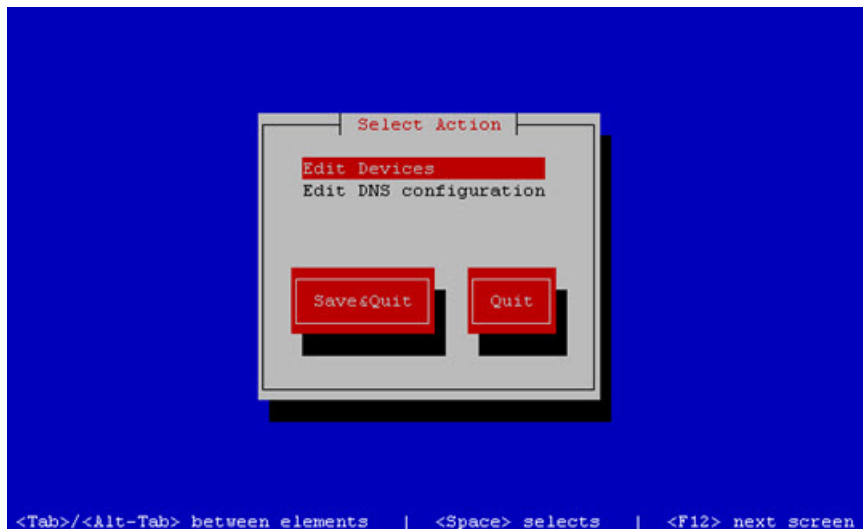 Select Action
Edit Devices
Edit DNS configuration
Save&Quit Quit
<Tab>/<Alt-Tab> between elements | <Space> selects | <F12> next screen